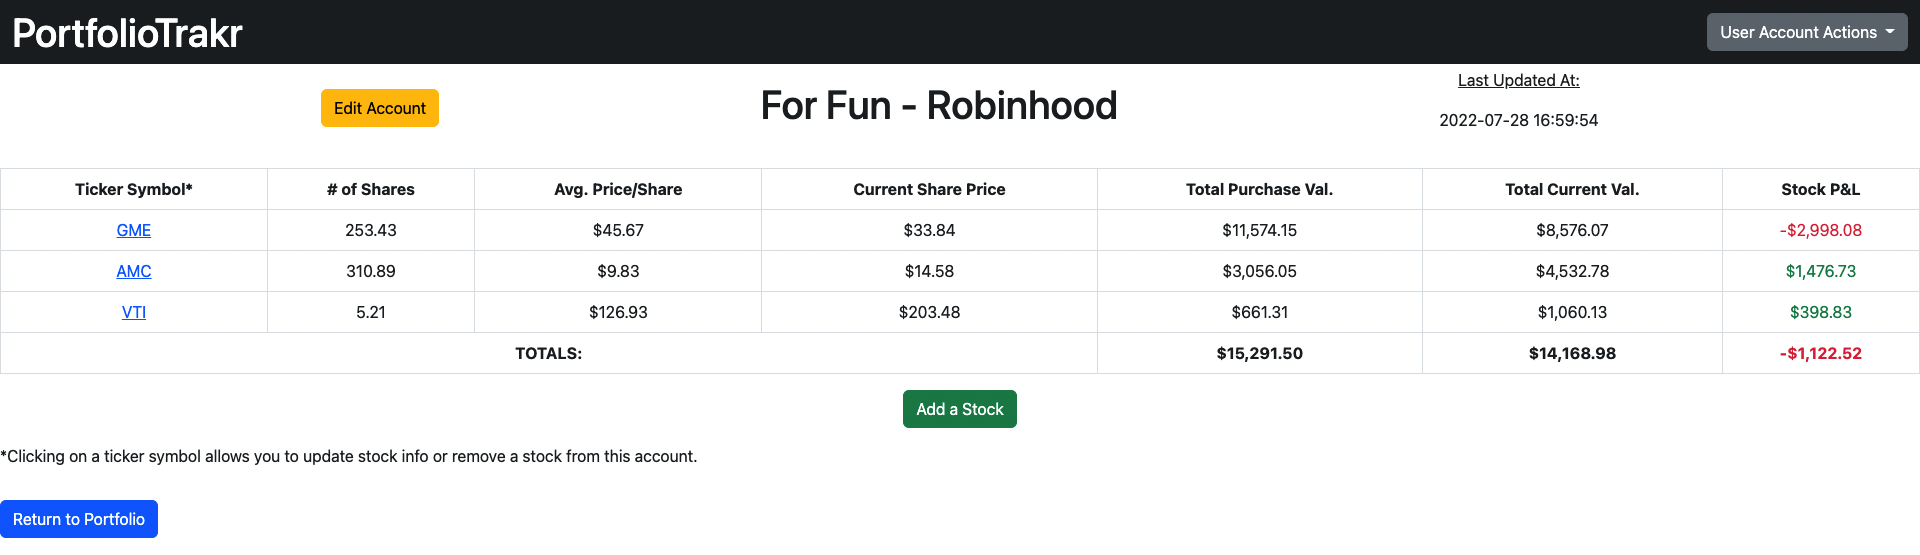 PortfolioTrakr
User Account Actions
Edit Account
For Fun - Robinhood
Last Updated At:
2022-07-28 16:59:54
Ticker Symbol* # of Shares Avg. Price/Share Current Share Price Total Purchase Val. Total Current Val. Stock P&L
GME 253.43 $45.67 $33.84 $11,574.15 $8,576.07 -$2,998.08
AMC 310.89 $9.83 $14.58 $3,056.05 $4,532.78 $1,476.73
VTI 5.21 $126.93 $203.48 $661.31 $1,060.13 $398.83
TOTALS: $15,291.50 $14,168.98 -$1,122.52
Add a Stock
*Clicking on a ticker symbol allows you to update stock info or remove a stock from this account.
Return to Portfolio